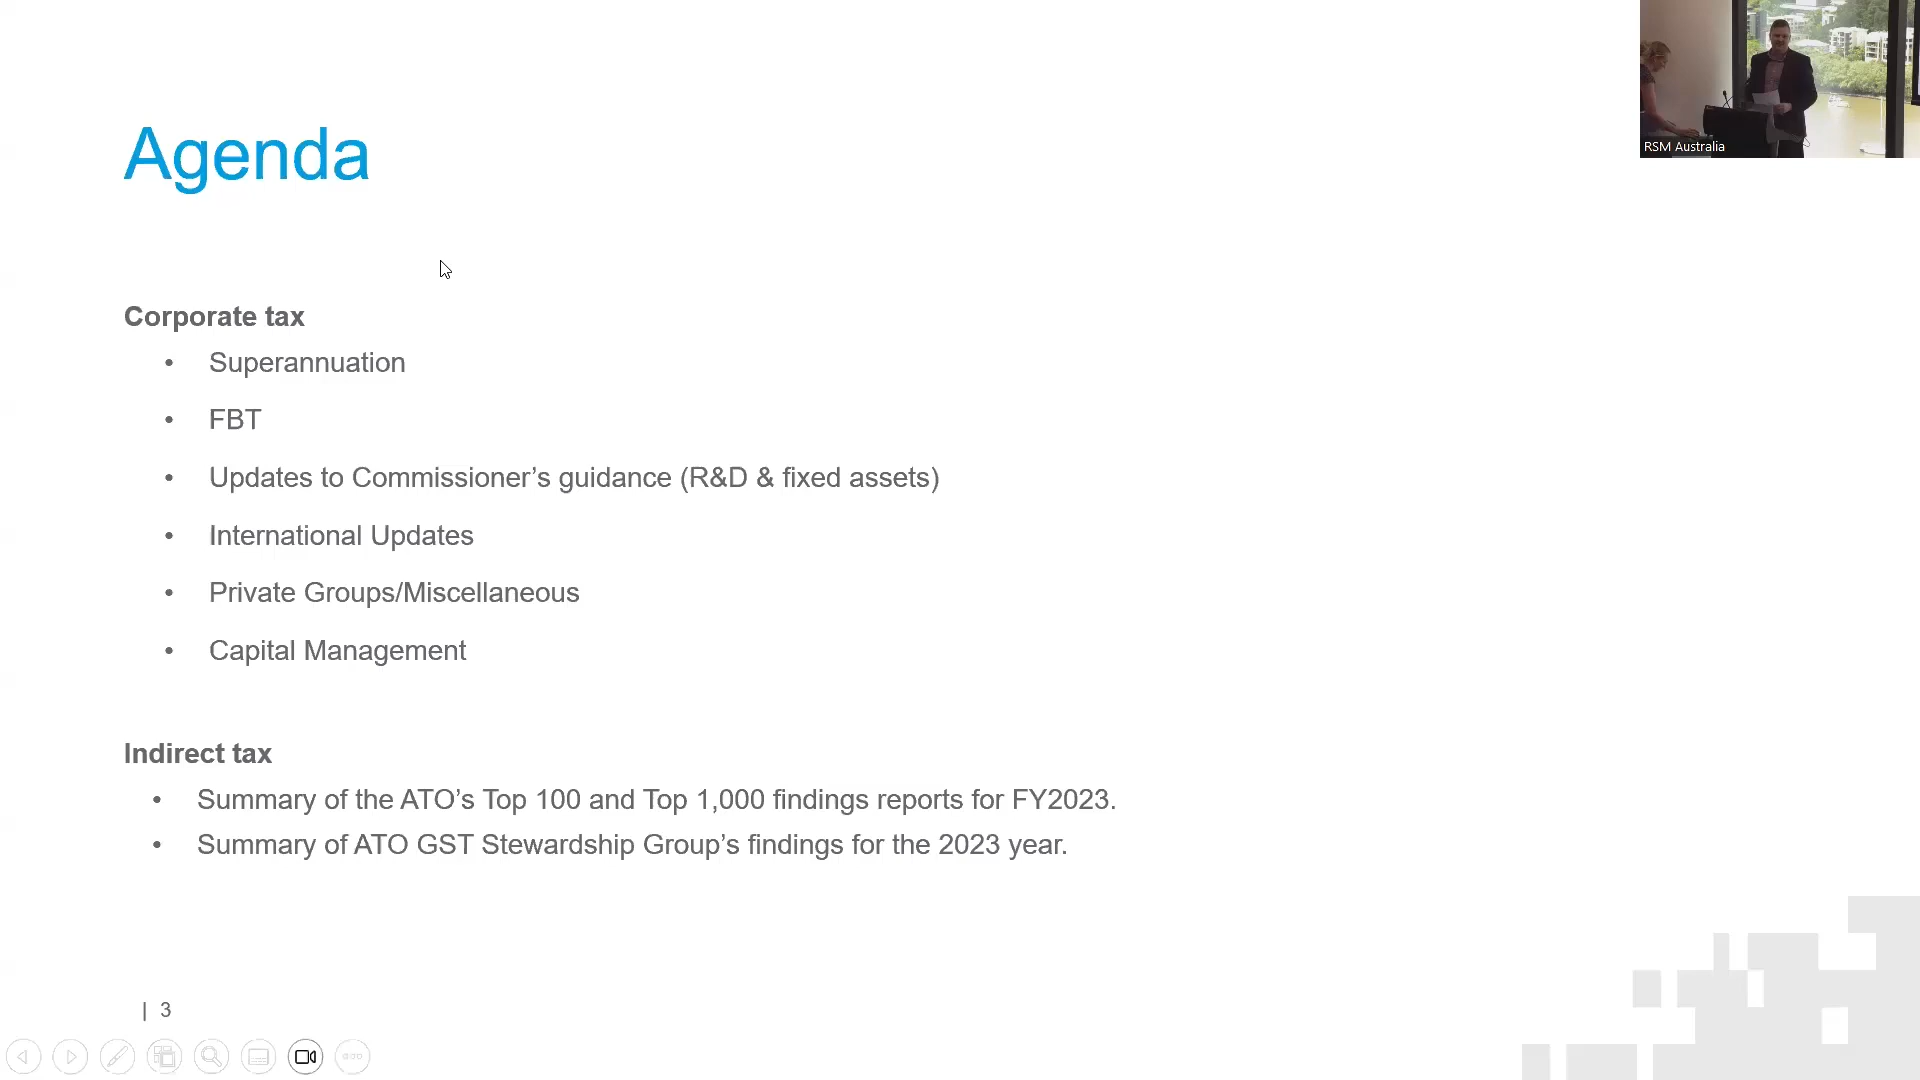 Agenda
RSM Australia
Corporate tax
• Superannuation
• FBT
• Updates to Commissioner’s guidance (R&D & fixed assets)
• International Updates
• Private Groups/Miscellaneous
• Capital Management
Indirect tax
• Summary of the ATO’s Top 100 and Top 1,000 findings reports for FY2023.
• Summary of ATO GST Stewardship Group’s findings for the 2023 year.
| 3